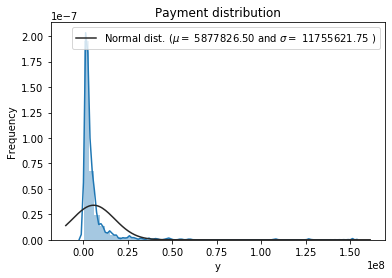 Payment distribution
1e−7
Normal dist. (μ = 5877826.50 and σ = 11755621.75 )
2.00
1.75
1.50
1.25
1.00
0.75
0.50
0.25
0.00
Frequency
0.00 0.25 0.50 0.75 1.00 1.25 1.50
y
1e8